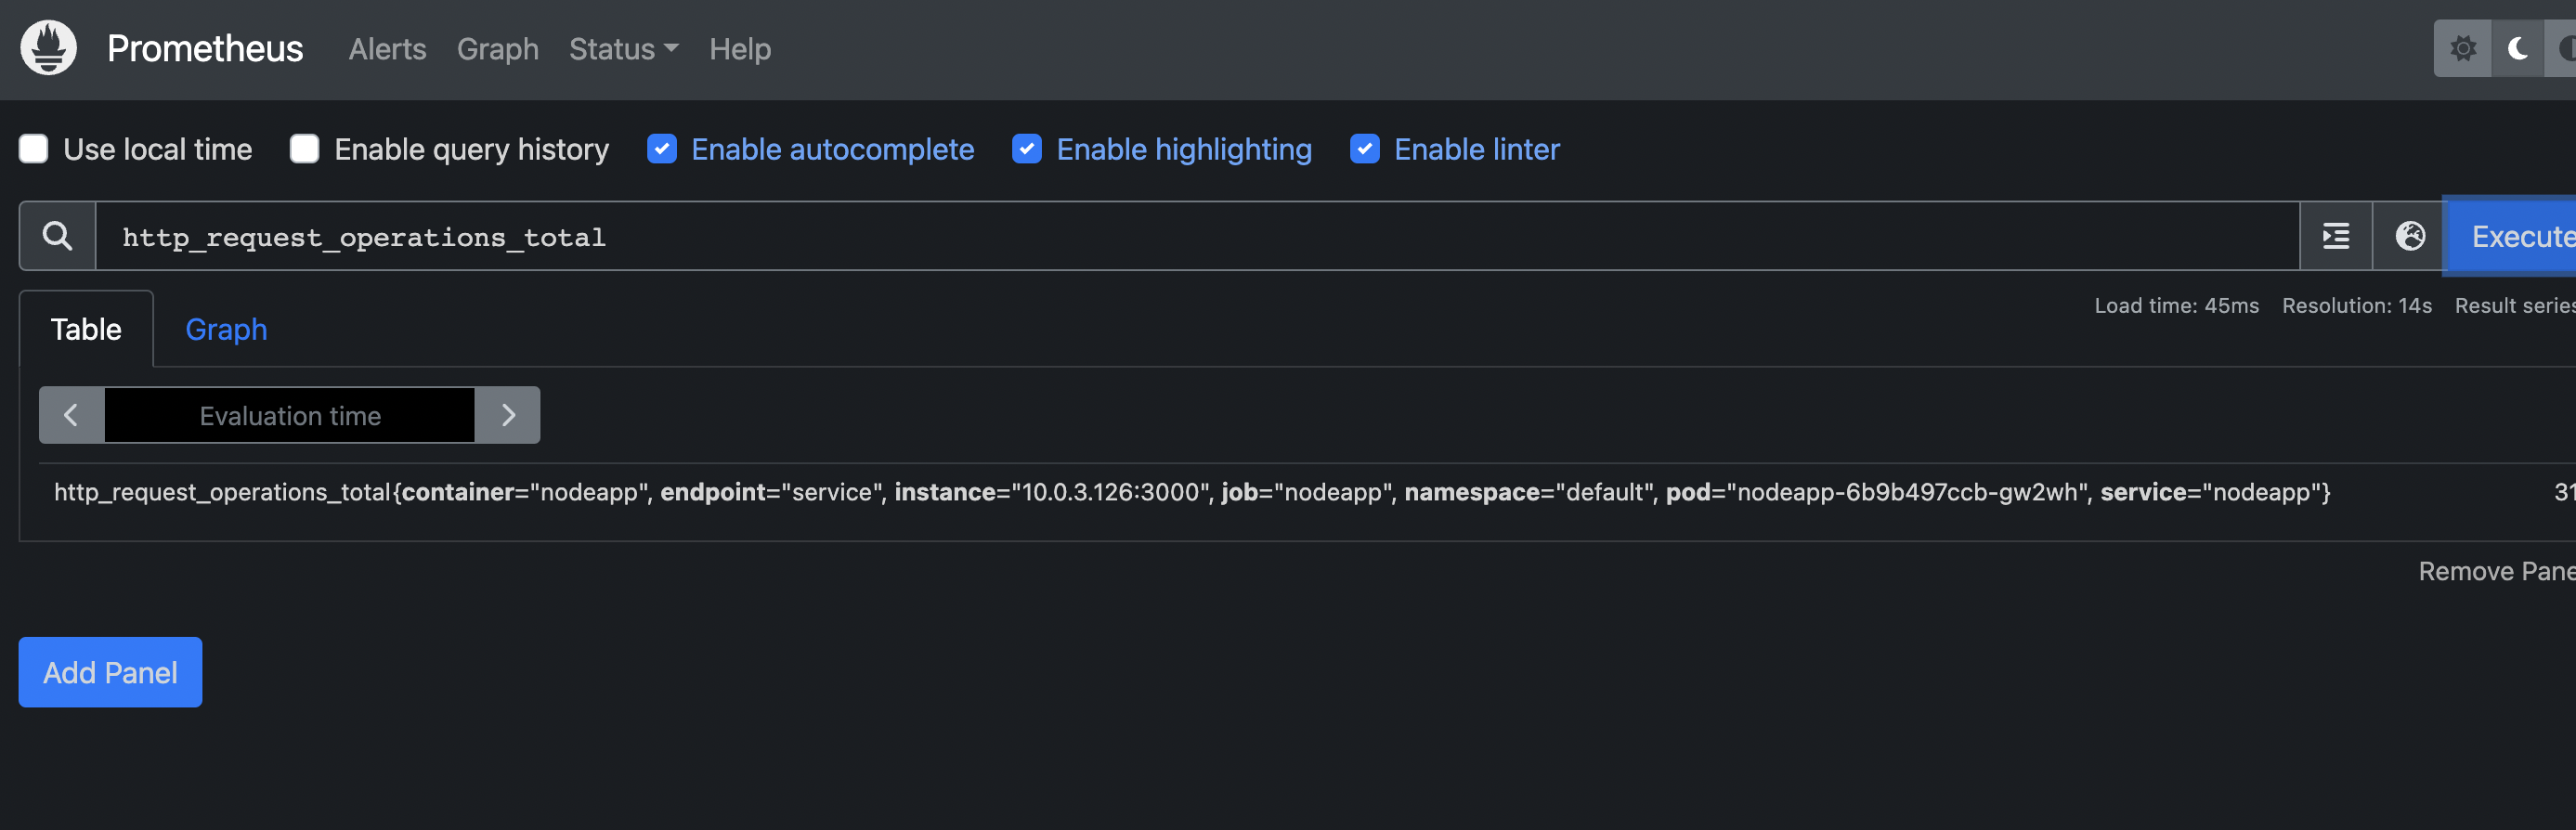 Prometheus Alerts Graph Status Help
Use local time Enable query history Enable autocomplete Enable highlighting Enable linter
http_request_operations_total Execute
Load time: 45ms Resolution: 14s Result series
Table Graph
Evaluation time
http_request_operations_total{container="nodeapp", endpoint="service", instance="10.0.3.126:3000", job="nodeapp", namespace="default", pod="nodeapp-6b9b497ccb-gw2wh", service="nodeapp"}
Remove Pane
Add Panel